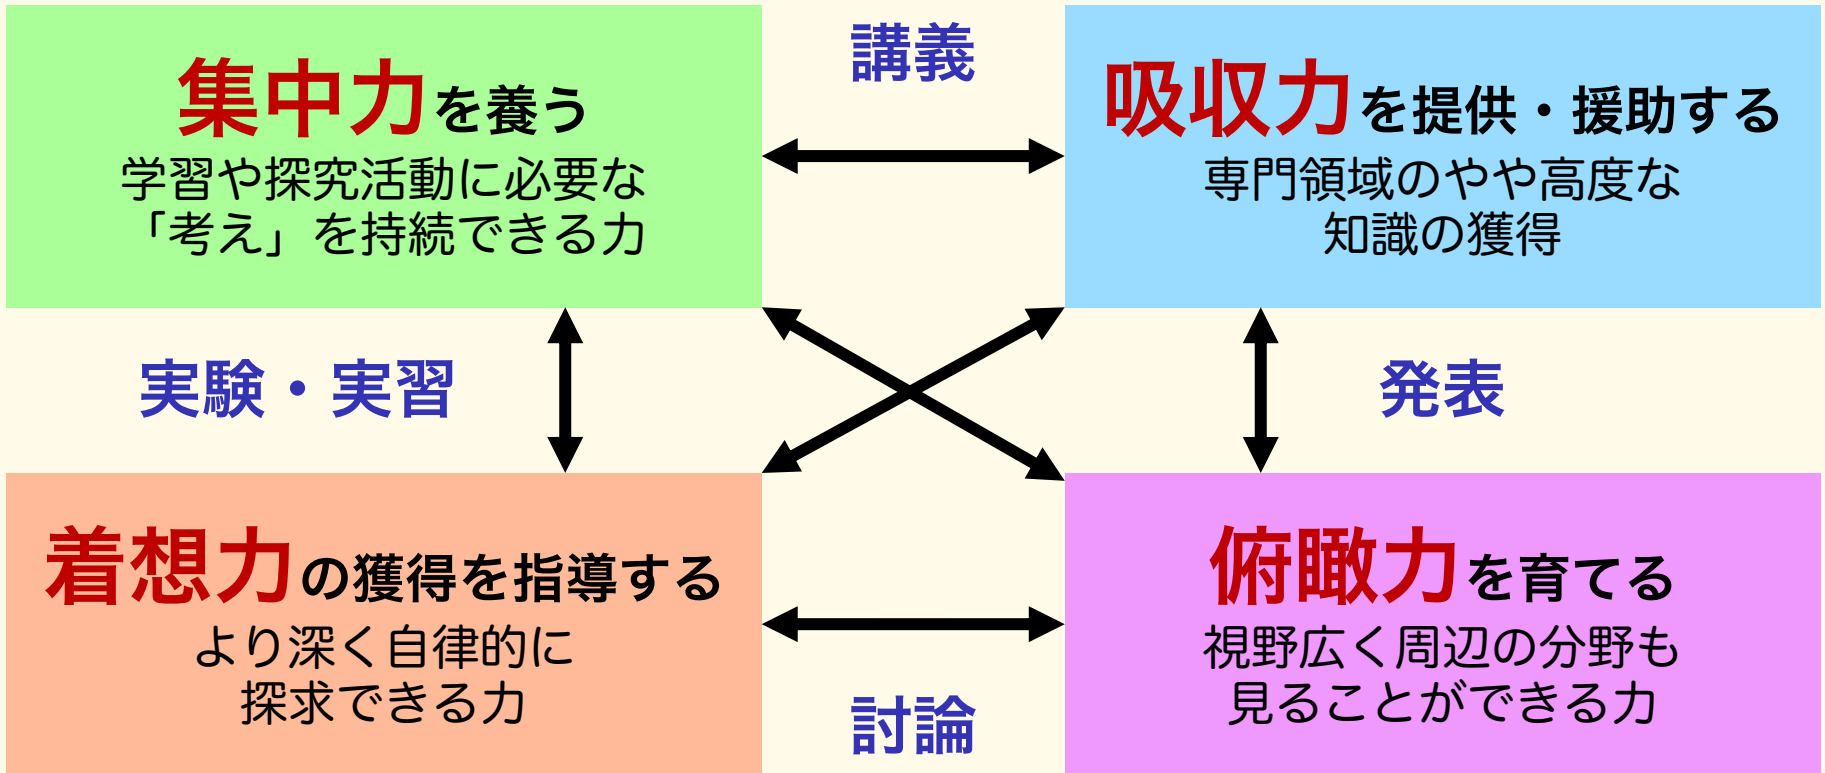 集中力を養う
学習や探究活動に必要な
「考え」を持続できる力
講義
吸収力を提供・援助する
専門領域のやや高度な
知識の獲得
実験・実習
発表
着想力の獲得を指導する
より深く自律的に
探求できる力
討論
俯瞰力を育てる
視野広く周辺の分野も
見ることができる力